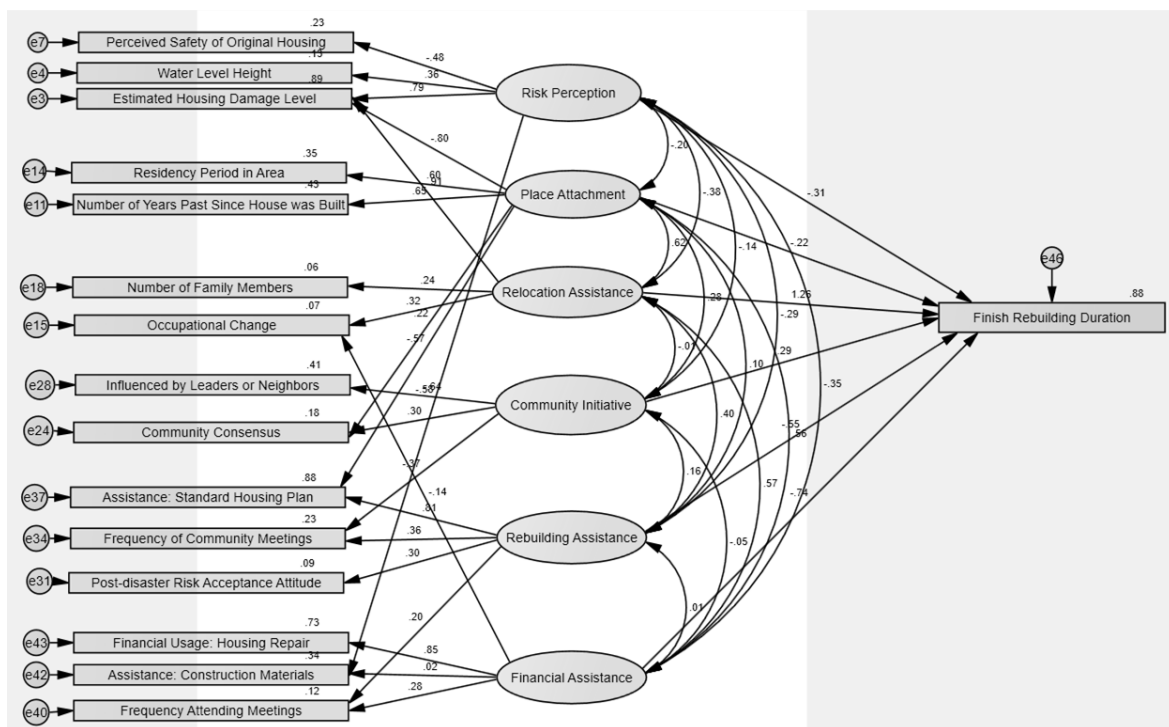 .23
e7 Perceived Safety of Original Housing
-.48
.13
e4 Water Level Height
.36
Risk Perception
.89
.79
e3 Estimated Housing Damage Level
-.80
-.20
.35
e14 Residency Period in Area
.60
.91
Place Attachment
-.38
-.31
.43
.65
e11 Number of Years Past Since House was Built
.62
-.14
-.22
e46
.06
e18 Number of Family Members
.24
Relocation Assistance
.28
1.26
-.29
.88
.07
.32
.22
e15 Occupational Change
Finish Rebuilding Duration
-.57
-.01
.10
.29
-.35
.41
e28 Influenced by Leaders or Neighbors
-.58
-.64
Community Initiative
.18
.30
.40
e24 Community Consensus
-.55
.56
-.37
.16
.57
-.74
.88
-.14
e37 Assistance: Standard Housing Plan
.01
.23
e34 Frequency of Community Meetings
.36
Rebuilding Assistance
-.05
.09
.30
e31 Post-disaster Risk Acceptance Attitude
.20
.01
.73
e43 Financial Usage: Housing Repair
.85
.34
e42 Assistance: Construction Materials
.02
Financial Assistance
.12
.28
e40 Frequency Attending Meetings